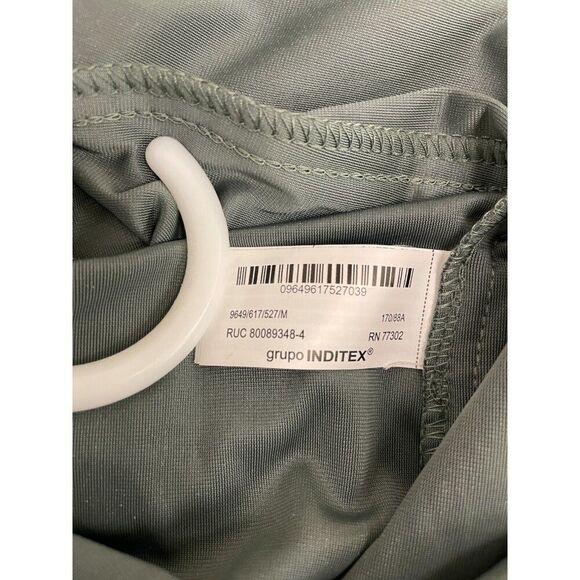 09649617527039
9649/617/527/M 170/88A
RUC 80089348-4 RN 77302
grupo INDITEX®